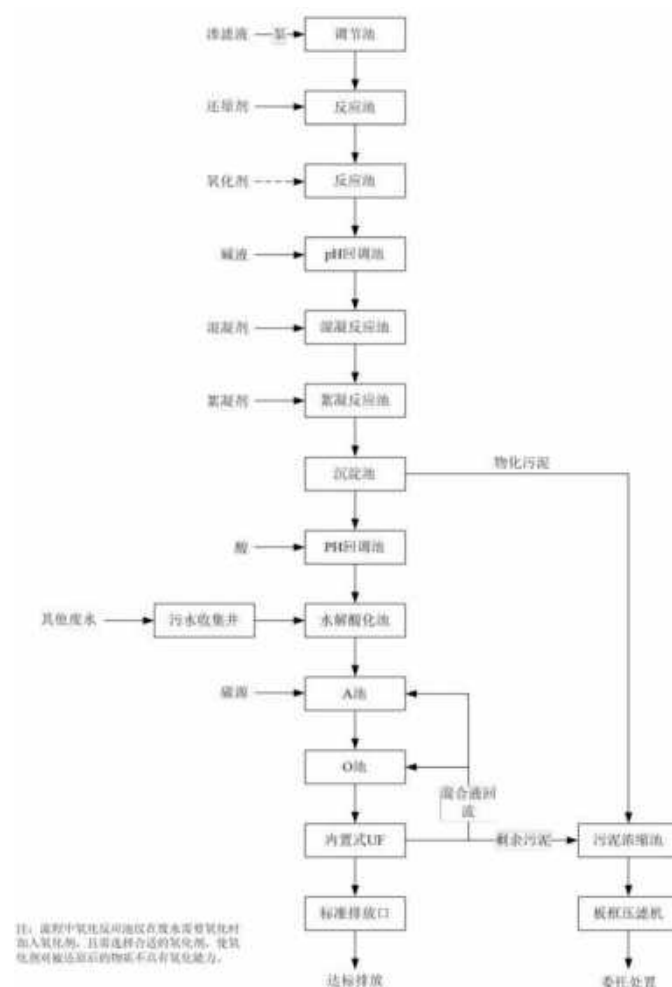 渗滤液 泵 调节池
还原剂 反应池
氧化剂 反应池
碱液 pH回调池
混凝剂 混凝反应池
絮凝剂 絮凝反应池
沉淀池 物化污泥
酸 PH回调池
其他废水 污水收集井 水解酸化池
碳源 A池
O池
混合液回
流
内置式UF 剩余污泥 污泥浓缩池
标准排放口 板框压滤机
注：流程中氧化反应池仅在废水需要氧化时
加入氧化剂，且需选择合适的氧化剂，使氧
化剂对被还原后的物质不具有氧化能力。
达标排放 委托处置